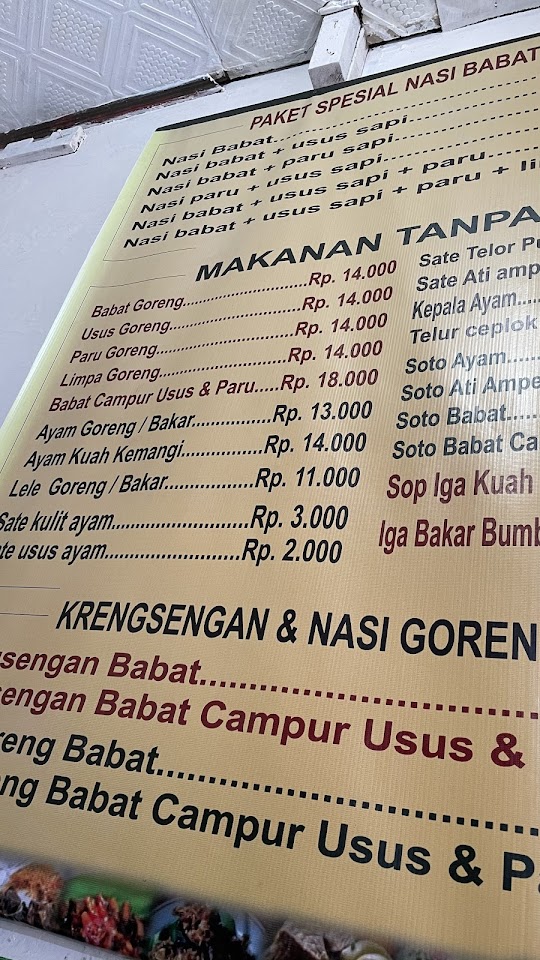 PAKET SPESIAL NASI BABAT
Nasi Babat
Nasi babat + usus sapi
Nasi babat + paru sapi
Nasi paru + usus sapi
Nasi babat + usus sapi + paru
Nasi babat + usus sapi + paru + li
MAKANAN TANPA
Babat Goreng..............................Rp. 14.000
Usus Goreng................................Rp. 14.000
Paru Goreng................................Rp. 14.000
Limpa Goreng.............................Rp. 14.000
Babat Campur Usus & Paru.....Rp. 18.000
Ayam Goreng / Bakar................Rp. 13.000
Ayam Kuah Kemangi................Rp. 14.000
Lele Goreng / Bakar.................Rp. 11.000
Sate kulit ayam..........................Rp. 3.000
te usus ayam..........................Rp. 2.000
Sate Telor Pu
Sate Ati amp
Kepala Ayam....
Telur ceplok
Soto Ayam.......
Soto Ati Ampe
Soto Babat......
Soto Babat Ca
Sop Iga Kuah
Iga Bakar Bumb
KRENGSENGAN & NASI GOREN
sengan Babat
sengan Babat Campur Usus &
reng Babat
ng Babat Campur Usus & P